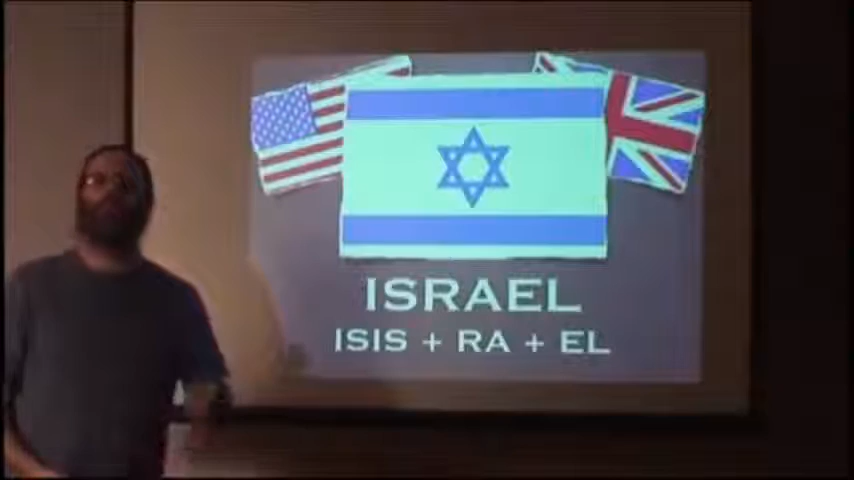 ISRAEL
ISIS + RA + EL